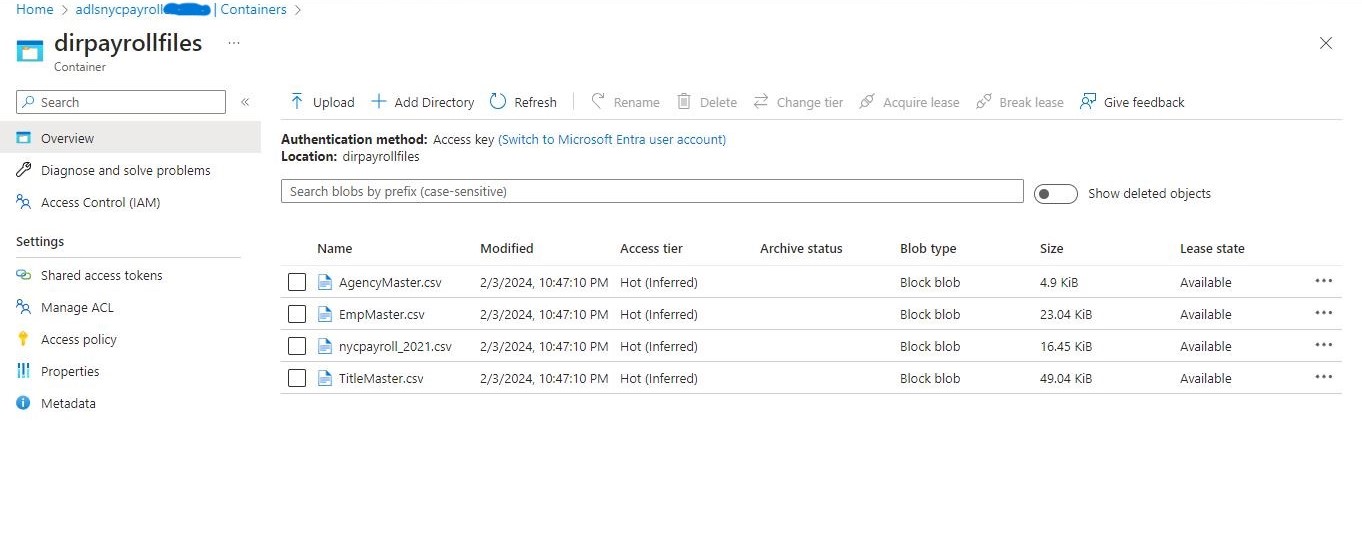 Home > adlsnycpayroll | Containers >
dirpayrollfiles ...
Container
Search «
Overview
Diagnose and solve problems
Access Control (IAM)
Settings
Shared access tokens
Manage ACL
Access policy
Properties
Metadata
Upload Add Directory Refresh Rename Delete Change tier Acquire lease Break lease Give feedback
Authentication method: Access key (Switch to Microsoft Entra user account)
Location: dirpayrollfiles
Search blobs by prefix (case-sensitive) Show deleted objects
Name Modified Access tier Archive status Blob type Size Lease state
AgencyMaster.csv 2/3/2024, 10:47:10 PM Hot (Inferred) Block blob 4.9 KiB Available ...
EmpMaster.csv 2/3/2024, 10:47:10 PM Hot (Inferred) Block blob 23.04 KiB Available ...
nycpayroll_2021.csv 2/3/2024, 10:47:10 PM Hot (Inferred) Block blob 16.45 KiB Available ...
TitleMaster.csv 2/3/2024, 10:47:10 PM Hot (Inferred) Block blob 49.04 KiB Available ...